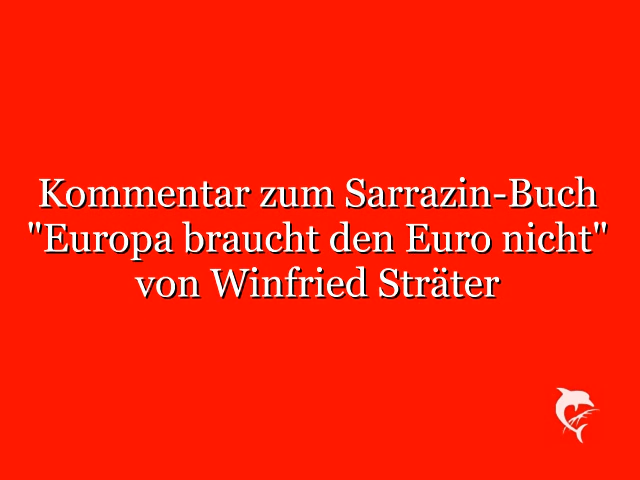 Kommentar zum Sarrazin-Buch
"Europa braucht den Euro nicht"
von Winfried Sträter